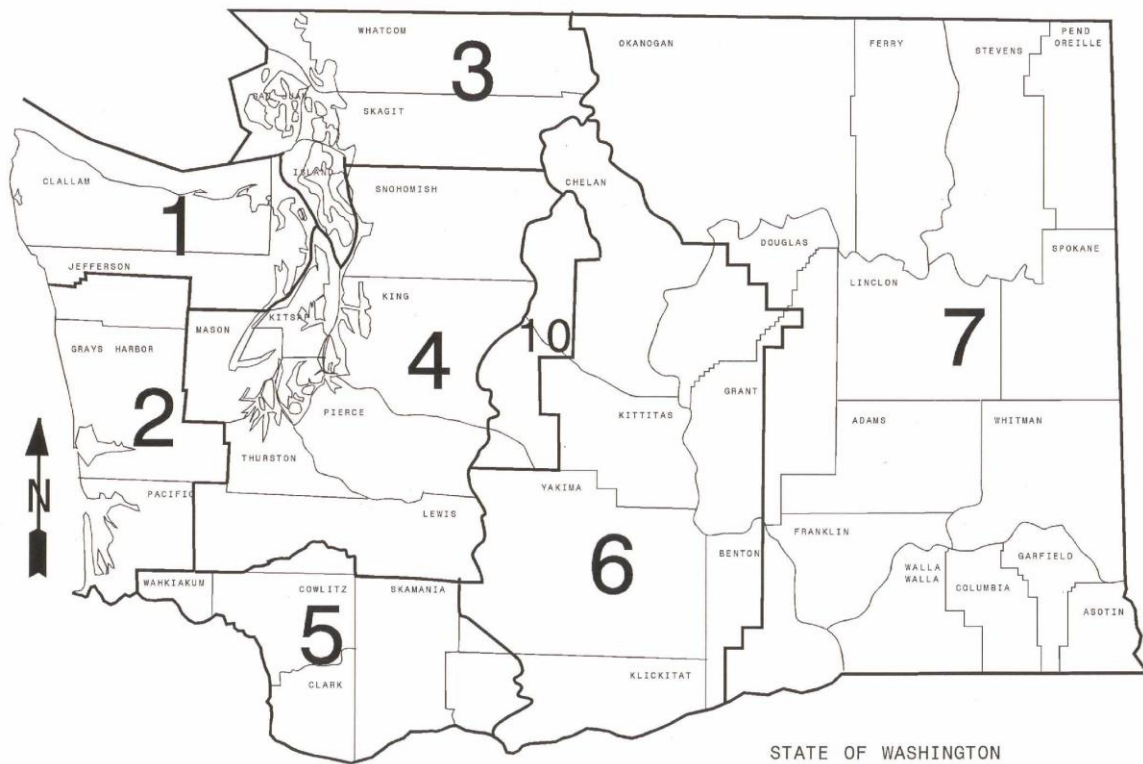 WHATCOM
OKANOGAN
FERRY
STEVENS
PEND
OREILLE
3
SAN JUAN
SKAGIT
ISLAND
CLALLAM
SNOHOMISH
CHELAN
1
DOUGLAS
SPOKANE
JEFFERSON
LINCLON
KING
KITSAP
MASON
10
7
GRAYS HARBOR
4
GRANT
2
PIERCE
KITTITAS
ADAMS
WHITMAN
THURSTON
N
YAKIMA
PACIFIC
LEWIS
FRANKLIN
BENTON
GARFIELD
6
WALLA
WALLA
WAHKIAKUM
COWLITZ
SKAMANIA
COLUMBIA
ASOTIN
5
KLICKITAT
CLARK
STATE OF WASHINGTON